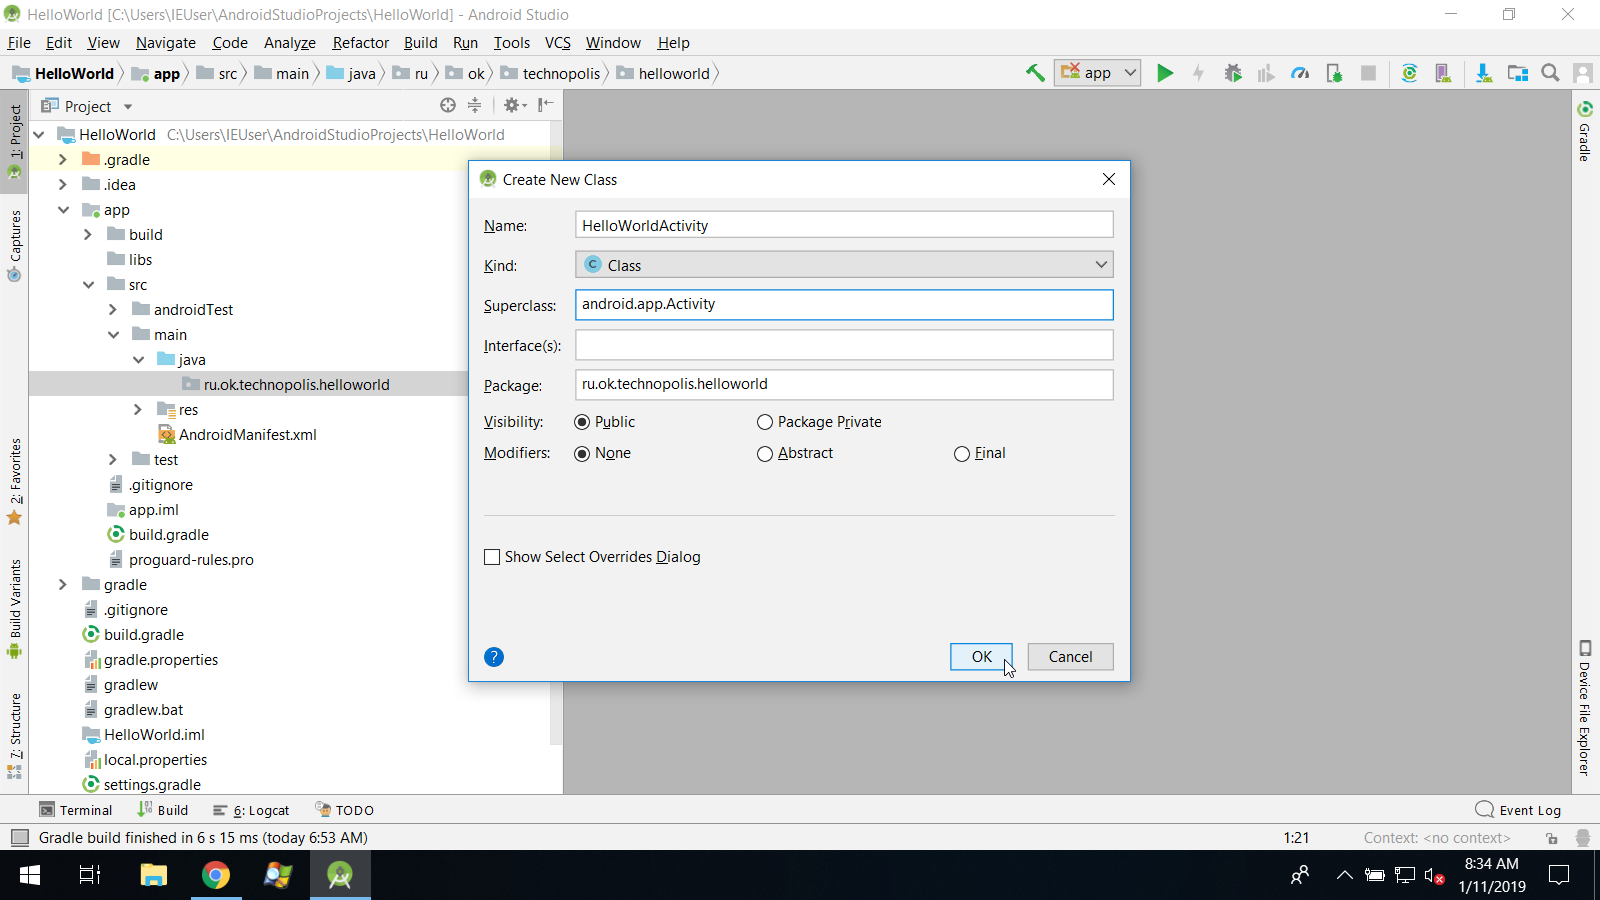 HelloWorld [C:\Users\IEUser\AndroidStudioProjects\HelloWorld] - Android Studio
File Edit View Navigate Code Analyze Refactor Build Run Tools VCS Window Help
HelloWorld app src main java ru ok technopolis helloworld app
Project
HelloWorld C:\Users\IEUser\AndroidStudioProjects\HelloWorld
.gradle
.idea
app
build
libs
src
androidTest
main
java
ru.ok.technopolis.helloworld
res
AndroidManifest.xml
test
.gitignore
app.iml
build.gradle
proguard-rules.pro
gradle
.gitignore
build.gradle
gradle.properties
gradlew
gradlew.bat
HelloWorld.iml
local.properties
settings.gradle
1: Project
Captures
2: Favorites
Build Variants
7: Structure
Create New Class
Name: HelloWorldActivity
Kind: C Class
Superclass: android.app.Activity
Interface(s):
Package: ru.ok.technopolis.helloworld
Visibility: Public Package Private
Modifiers: None Abstract Final
Show Select Overrides Dialog
? OK Cancel
Gradle
Device File Explorer
Terminal Build 6: Logcat TODO Event Log
Gradle build finished in 6 s 15 ms (today 6:53 AM) 1:21 Context: <no context>
8:34 AM
1/11/2019